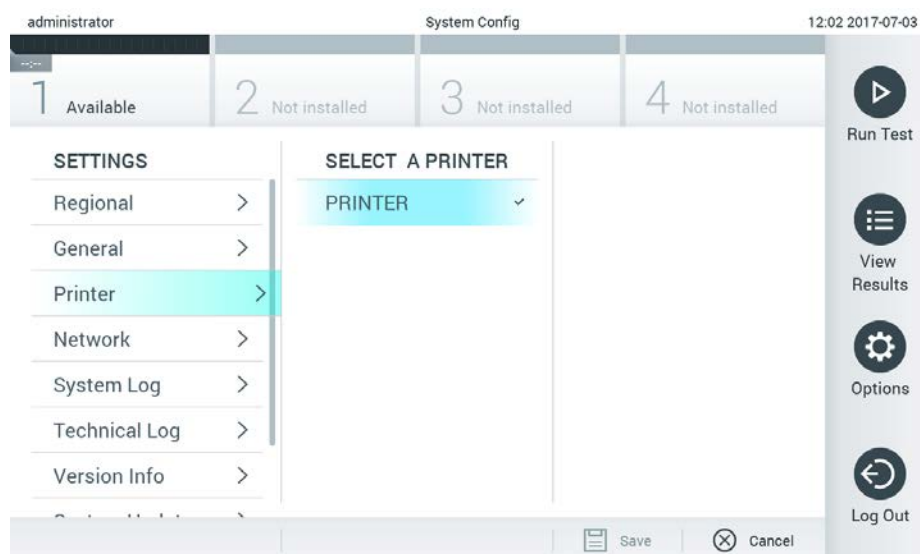 administrator System Config 12:02 2017-07-03
--:--
1 Available 2 Not installed 3 Not installed 4 Not installed
Run Test
SETTINGS
Regional
General
Printer
Network
System Log
Technical Log
Version Info
SELECT A PRINTER
PRINTER
View
Results
Options
Log Out
Save Cancel